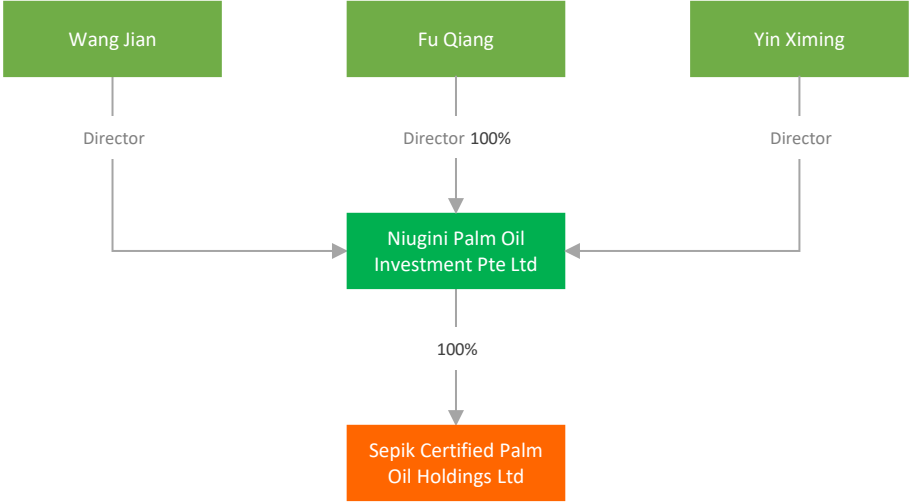 Wang Jian
Fu Qiang
Yin Ximing
Director
Director 100%
Director
Niugini Palm Oil
Investment Pte Ltd
100%
Sepik Certified Palm
Oil Holdings Ltd